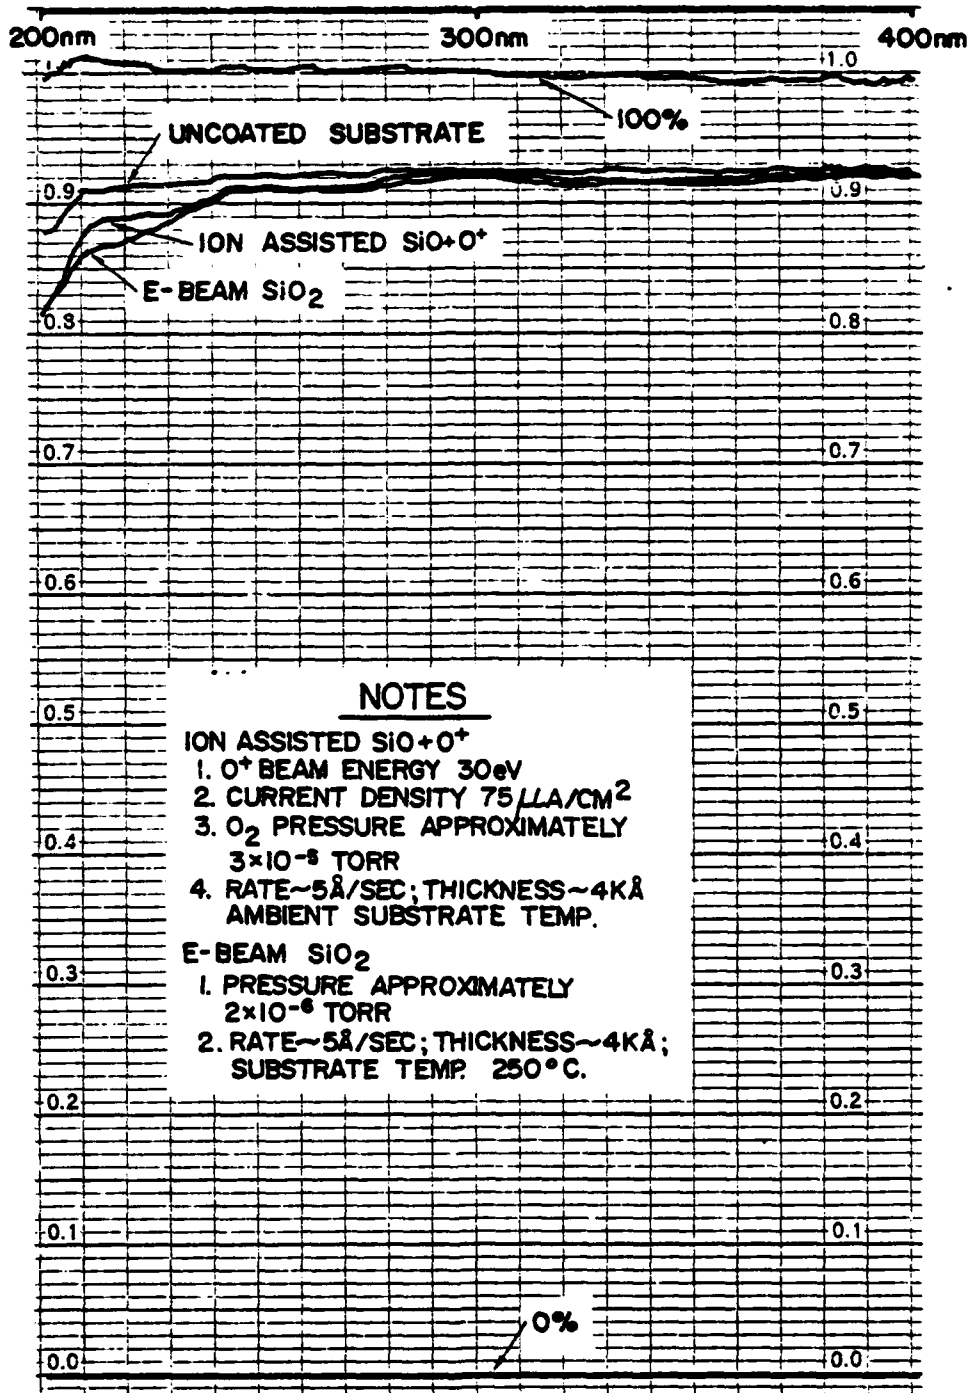 200nm 300nm 400nm
1.0
100%
UNCOATED SUBSTRATE
0.9 0.9
ION ASSISTED SiO+O⁺
E-BEAM SiO₂
0.8 0.8
0.7 0.7
0.6 0.6
NOTES
0.5 0.5
ION ASSISTED SiO+O⁺
1. O⁺ BEAM ENERGY 30eV
2. CURRENT DENSITY 75μA/CM²
3. O₂ PRESSURE APPROXIMATELY
0.4 0.4
3×10⁻⁵ TORR
4. RATE~5Å/SEC; THICKNESS~4KÅ
AMBIENT SUBSTRATE TEMP.
E-BEAM SiO₂
0.3 0.3
1. PRESSURE APPROXIMATELY
2×10⁻⁶ TORR
2. RATE~5Å/SEC; THICKNESS~4KÅ;
SUBSTRATE TEMP. 250°C.
0.2 0.2
0.1 0.1
0%
0.0 0.0